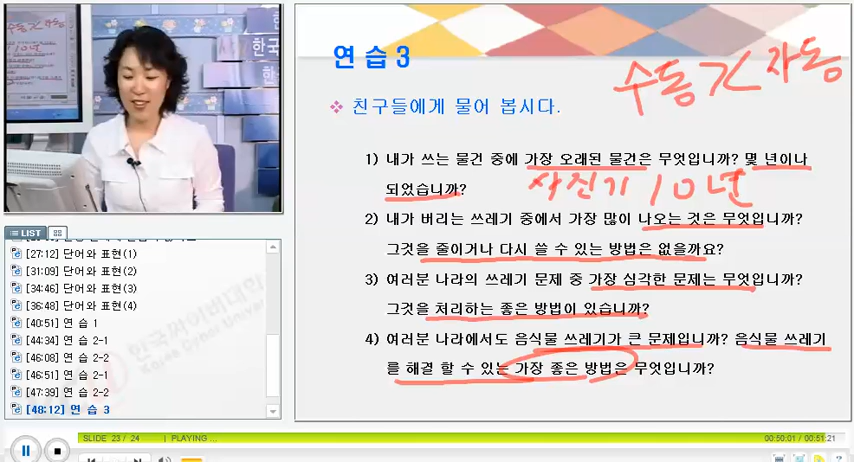 한국
연 습 3
수동 자동
❖ 친구들에게 물어 봅시다.
1) 내가 쓰는 물건 중에 가장 오래된 물건은 무엇입니까? 몇 년이나
되었습니까?
사진기 10년
2) 내가 버리는 쓰레기 중에서 가장 많이 나오는 것은 무엇입니까?
그것을 줄이거나 다시 쓸 수 있는 방법은 없을까요?
3) 여러분 나라의 쓰레기 문제 중 가장 심각한 문제는 무엇입니까?
그것을 처리하는 좋은 방법이 있습니까?
4) 여러분 나라에서도 음식물 쓰레기가 큰 문제입니까? 음식물 쓰레기
를 해결 할 수 있는 가장 좋은 방법은 무엇입니까?
LIST
[27:12] 단어와 표현(1)
[31:09] 단어와 표현(2)
[34:46] 단어와 표현(3)
[36:48] 단어와 표현(4)
[40:51] 연 습 1
[44:34] 연습 2-1
[46:08] 연습 2-2
[46:51] 연습 2-1
[47:39] 연습 2-2
[48:12] 연 습 3
한국싸이버대학
Korea Cyber University
SLIDE 23 / 24 | PLAYING ...
00:50:01 / 00:51:21